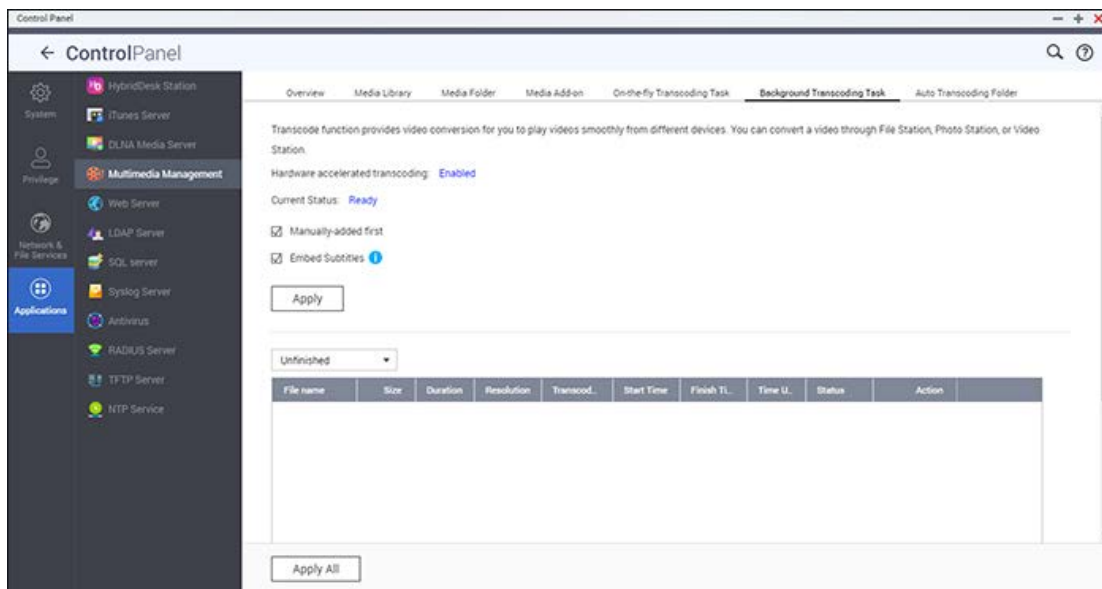 Control Panel
ControlPanel
System
Privilege
Network &
File Services
Applications
HybridDesk Station
iTunes Server
DLNA Media Server
Multimedia Management
Web Server
LDAP Server
SQL server
Syslog Server
Antivirus
RADIUS Server
TFTP Server
NTP Service
Overview Media Library Media Folder Media Add-on On-the-fly Transcoding Task Background Transcoding Task Auto Transcoding Folder
Transcode function provides video conversion for you to play videos smoothly from different devices. You can convert a video through File Station, Photo Station, or Video
Station.
Hardware accelerated transcoding: Enabled
Current Status: Ready
Manually-added first
Embed Subtitles
Apply
Unfinished
File name Size Duration Resolution Transcod... Start Time Finish Ti... Time U... Status Action
Apply All